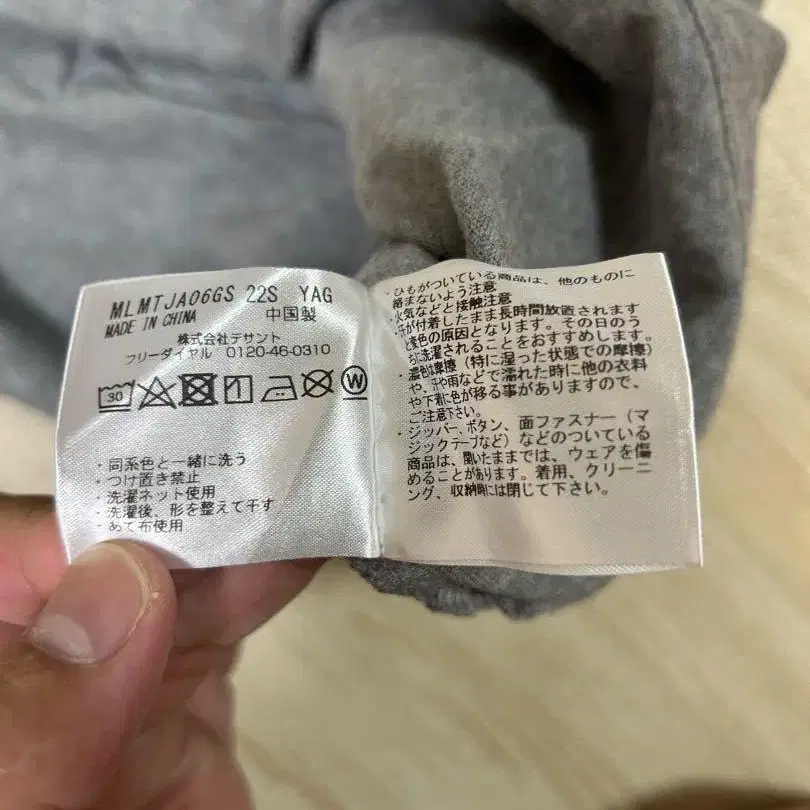 MLMTJA06GS 22S YAG
MADE IN CHINA 中国製
株式会社デサント
フリーダイヤル 0120-46-0310
30
W
・同系色と一緒に洗う
・つけ置き禁止
・洗濯ネット使用
・洗濯後、形を整えて干す
・あて布使用
・ひもがついている商品は、他のものに
絡まないよう注意
・火気などと接触注意
・汗が付着したまま長時間放置されます
と変色の原因となります。その日のう
ちに洗濯されることをおすすめします。
・濃色は摩擦(特に湿った状態での摩擦)
や、汗や雨などで濡れた時に他の衣料
や下着に色が移る事がありますので、
ご注意下さい。
・ジッパー、ボタン、面ファスナー(マ
ジックテープなど)などのついている
商品は、開いたままでは、ウェアを傷
めることがあります。着用、クリーニ
ング、収納時には閉じて下さい。